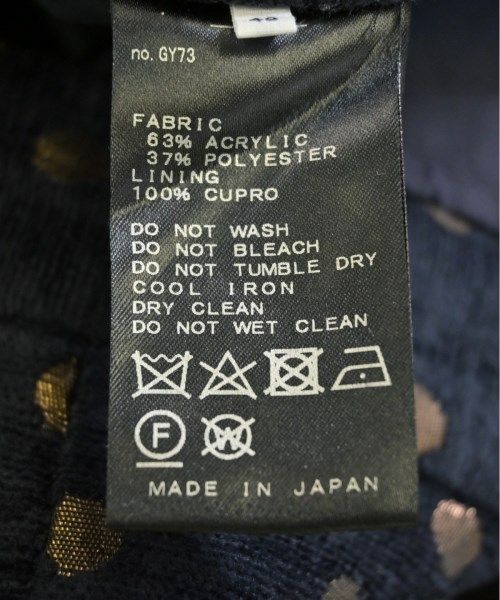 40
no. GY73
FABRIC
63% ACRYLIC
37% POLYESTER
LINING
100% CUPRO
DO NOT WASH
DO NOT BLEACH
DO NOT TUMBLE DRY
COOL IRON
DRY CLEAN
DO NOT WET CLEAN
F W
MADE IN JAPAN